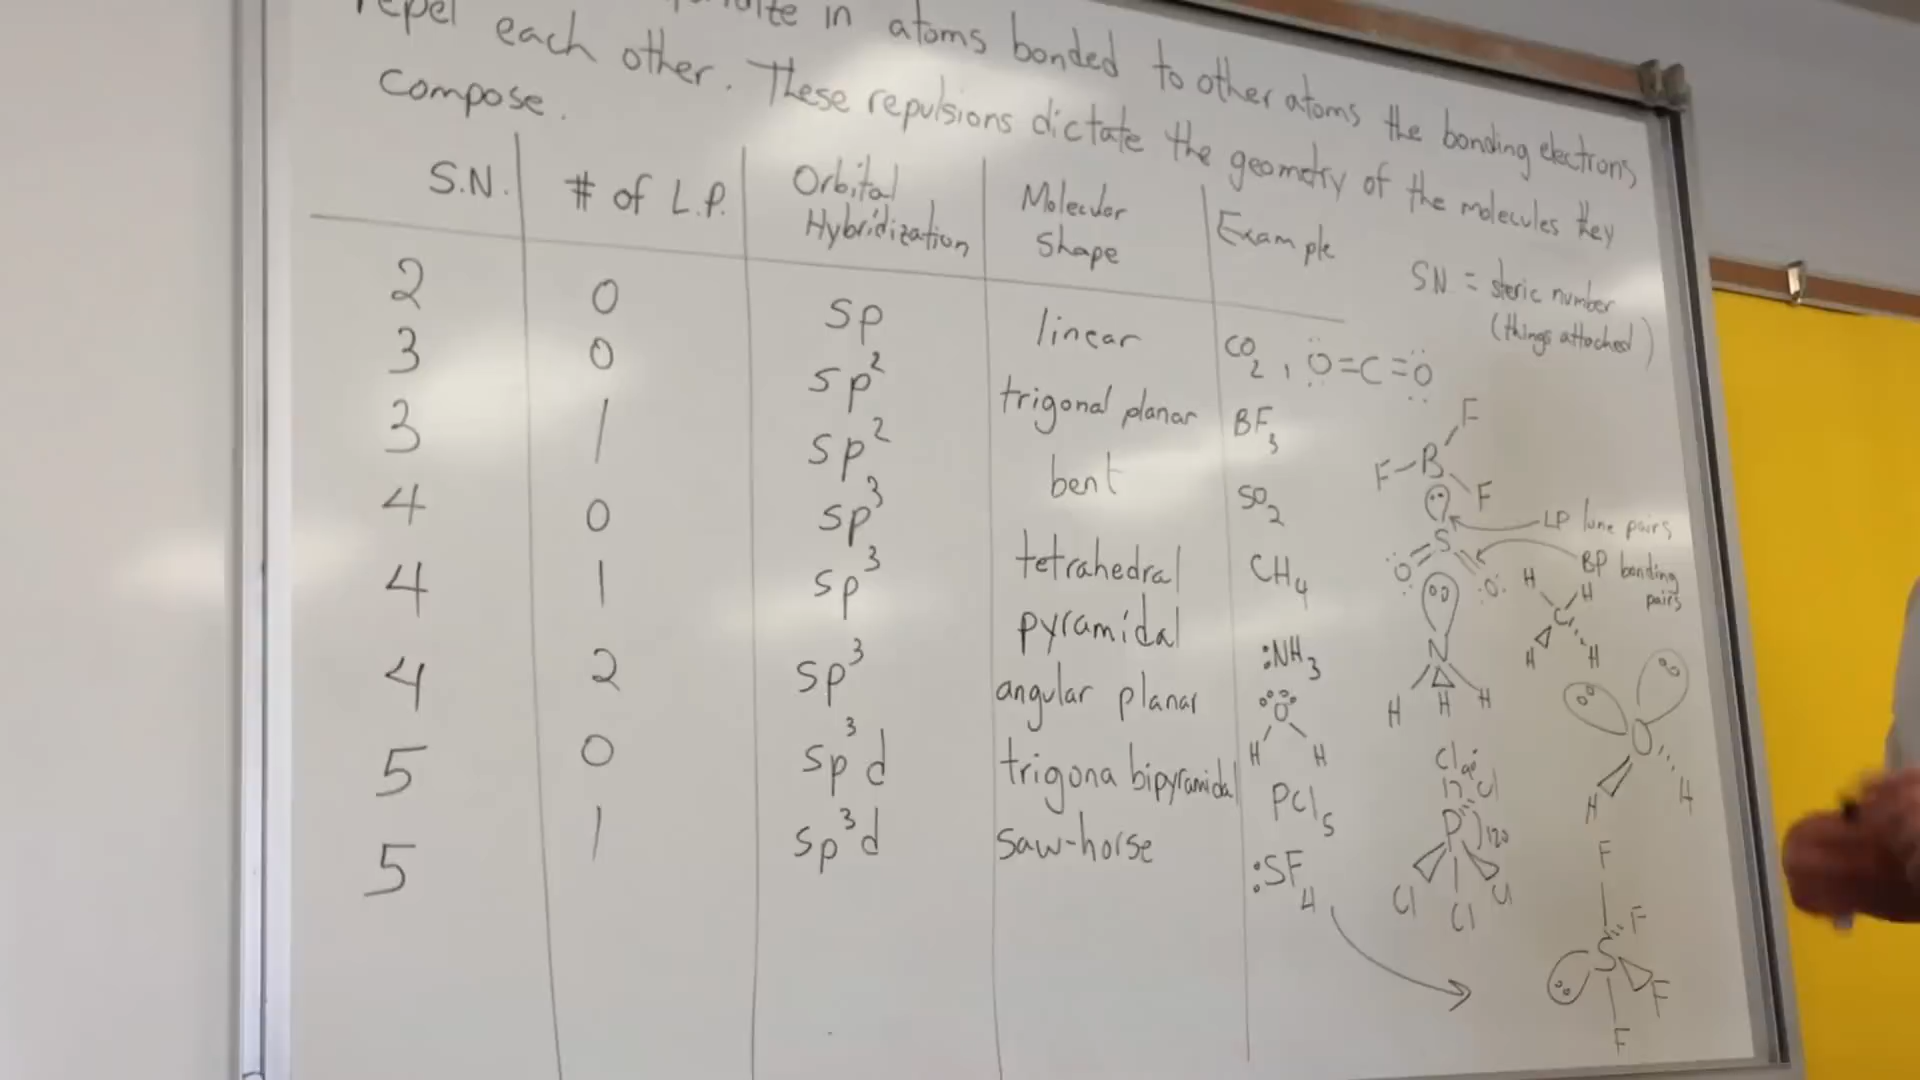 repel in atoms bonded to other atoms the bonding electrons
each other. These repulsions dictate the geometry of the molecules they
compose.
S.N. # of L.P. Orbital Hybridization Molecular Shape Example
SN = steric number
(things attached)
2 0 sp linear CO2, O=C=O
3 0 sp2 trigonal planar BF3
F
F B
F
3 1 sp2 bent SO2
LP lone pairs
S
O O
BP bonding pairs
4 0 sp3 tetrahedral CH4
H H
C
H H
4 1 sp3 pyramidal :NH3
N
H H H
4 2 sp3 angular planar O
H H
O
H H
5 0 sp3d trigona bipyramidal PCl5
Cl
Cl
P 120
Cl Cl Cl
5 1 sp3d saw-horse :SF4
F
F
S
F
F